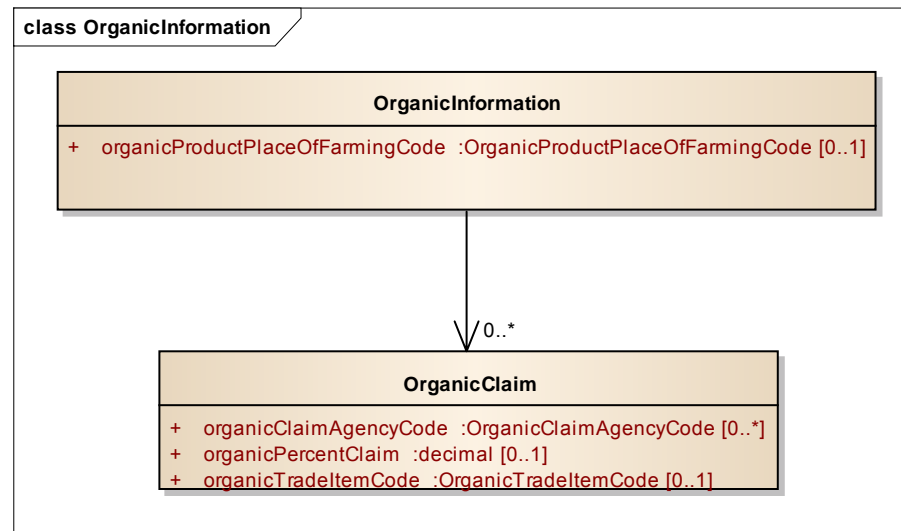 class OrganicInformation
OrganicInformation
+ organicProductPlaceOfFarmingCode :OrganicProductPlaceOfFarmingCode [0..1]
0..*
OrganicClaim
+ organicClaimAgencyCode :OrganicClaimAgencyCode [0..*]
+ organicPercentClaim :decimal [0..1]
+ organicTradeItemCode :OrganicTradeItemCode [0..1]